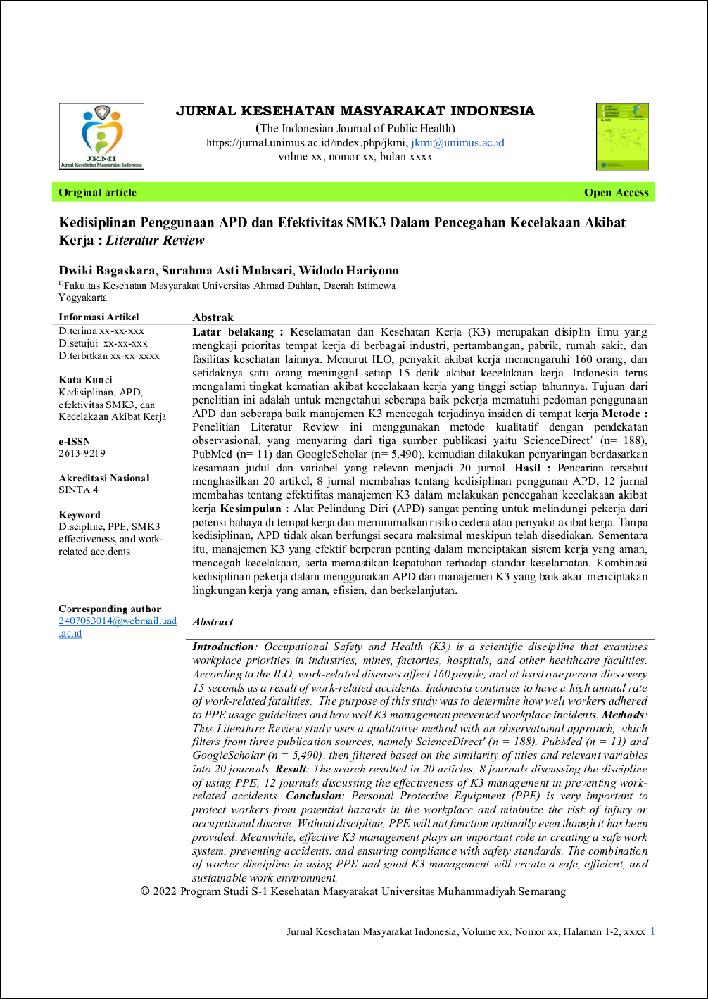 JKMI
Jurnal Kesehatan Masyarakat Indonesia
JURNAL KESEHATAN MASYARAKAT INDONESIA
(The Indonesian Journal of Public Health)
https://jurnal.unimus.ac.id/index.php/jkmi, jkmi@unimus.ac.id
volme xx, nomor xx, bulan xxxx
Original article Open Access
Kedisiplinan Penggunaan APD dan Efektivitas SMK3 Dalam Pencegahan Kecelakaan Akibat
Kerja : Literatur Review
Dwiki Bagaskara, Surahma Asti Mulasari, Widodo Hariyono
1)Fakultas Kesehatan Masyarakat Universitas Ahmad Dahlan, Daerah Istimewa
Yogyakarta
Informasi Artikel
Diterima xx-xx-xxx
Disetujui xx-xx-xxx
Diterbitkan xx-xx-xxxx
Kata Kunci
Kedisiplinan, APD,
efektivitas SMK3, dan
Kecelakaan Akibat Kerja
e-ISSN
2613-9219
Akreditasi Nasional
SINTA 4
Keyword
Discipline, PPE, SMK3
effectiveness, and work-
related accidents
Corresponding author
2407053014@webmail.uad
.ac.id
Abstrak
Latar belakang : Keselamatan dan Kesehatan Kerja (K3) merupakan disiplin ilmu yang
mengkaji prioritas tempat kerja di berbagai industri, pertambangan, pabrik, rumah sakit, dan
fasilitas kesehatan lainnya. Menurut ILO, penyakit akibat kerja memengaruhi 160 orang, dan
setidaknya satu orang meninggal setiap 15 detik akibat kecelakaan kerja. Indonesia terus
mengalami tingkat kematian akibat kecelakaan kerja yang tinggi setiap tahunnya. Tujuan dari
penelitian ini adalah untuk mengetahui seberapa baik pekerja mematuhi pedoman penggunaan
APD dan seberapa baik manajemen K3 mencegah terjadinya insiden di tempat kerja Metode :
Penelitian Literatur Review ini menggunakan metode kualitatif dengan pendekatan
observasional, yang menyaring dari tiga sumber publikasi yaitu ScienceDirect’ (n= 188),
PubMed (n= 11) dan GoogleScholar (n= 5.490). kemudian dilakukan penyaringan berdasarkan
kesamaan judul dan variabel yang relevan menjadi 20 jurnal. Hasil : Pencarian tersebut
menghasilkan 20 artikel, 8 jurnal membahas tentang kedisiplinan penggunan APD, 12 jurnal
membahas tentang efektifitas manajemen K3 dalam melakukan pencegahan kecelakaan akibat
kerja Kesimpulan : Alat Pelindung Diri (APD) sangat penting untuk melindungi pekerja dari
potensi bahaya di tempat kerja dan meminimalkan risiko cedera atau penyakit akibat kerja. Tanpa
kedisiplinan, APD tidak akan berfungsi secara maksimal meskipun telah disediakan. Sementara
itu, manajemen K3 yang efektif berperan penting dalam menciptakan sistem kerja yang aman,
mencegah kecelakaan, serta memastikan kepatuhan terhadap standar keselamatan. Kombinasi
kedisiplinan pekerja dalam menggunakan APD dan manajemen K3 yang baik akan menciptakan
lingkungan kerja yang aman, efisien, dan berkelanjutan.
Abstract
Introduction: Occupational Safety and Health (K3) is a scientific discipline that examines
workplace priorities in industries, mines, factories, hospitals, and other healthcare facilities.
According to the ILO, work-related diseases affect 160 people, and at least one person dies every
15 seconds as a result of work-related accidents. Indonesia continues to have a high annual rate
of work-related fatalities. The purpose of this study was to determine how well workers adhered
to PPE usage guidelines and how well K3 management prevented workplace incidents. Methods:
This Literature Review study uses a qualitative method with an observational approach, which
filters from three publication sources, namely ScienceDirect' (n = 188), PubMed (n = 11) and
GoogleScholar (n = 5,490). then filtered based on the similarity of titles and relevant variables
into 20 journals. Result: The search resulted in 20 articles, 8 journals discussing the discipline
of using PPE, 12 journals discussing the effectiveness of K3 management in preventing work-
related accidents. Conclusion: Personal Protective Equipment (PPE) is very important to
protect workers from potential hazards in the workplace and minimize the risk of injury or
occupational disease. Without discipline, PPE will not function optimally even though it has been
provided. Meanwhile, effective K3 management plays an important role in creating a safe work
system, preventing accidents, and ensuring compliance with safety standards. The combination
of worker discipline in using PPE and good K3 management will create a safe, efficient, and
sustainable work environment.
© 2022 Program Studi S-1 Kesehatan Masyarakat Universitas Muhammadiyah Semarang
Jurnal Kesehatan Masyarakat Indonesia, Volume xx, Nomor xx, Halaman 1-2, xxxx 1